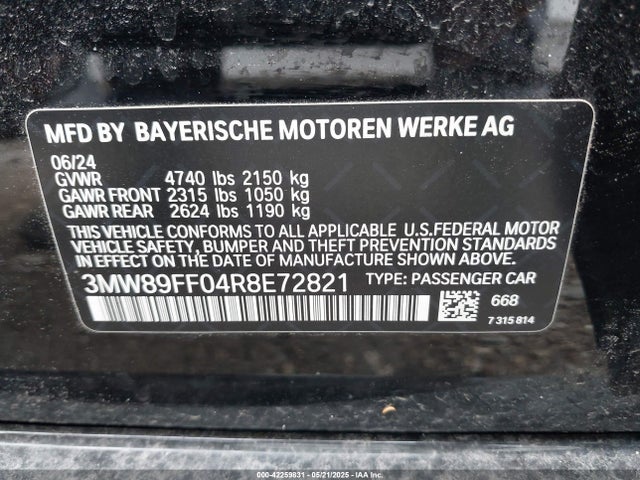 MFD BY BAYERISCHE MOTOREN WERKE AG
06/24
GVWR 4740 lbs 2150 kg
GAWR FRONT 2315 lbs 1050 kg
GAWR REAR 2624 lbs 1190 kg
THIS VEHICLE CONFORMS TO ALL APPLICABLE U.S.FEDERAL MOTOR
VEHICLE SAFETY, BUMPER AND THEFT PREVENTION STANDARDS
IN EFFECT ON THE DATE OF MANUFACTURE SHOWN ABOVE.
3MW89FF04R8E72821 TYPE: PASSENGER CAR
668
7 315 814
000-42259831 - 05/21/2025 - IAA Inc.